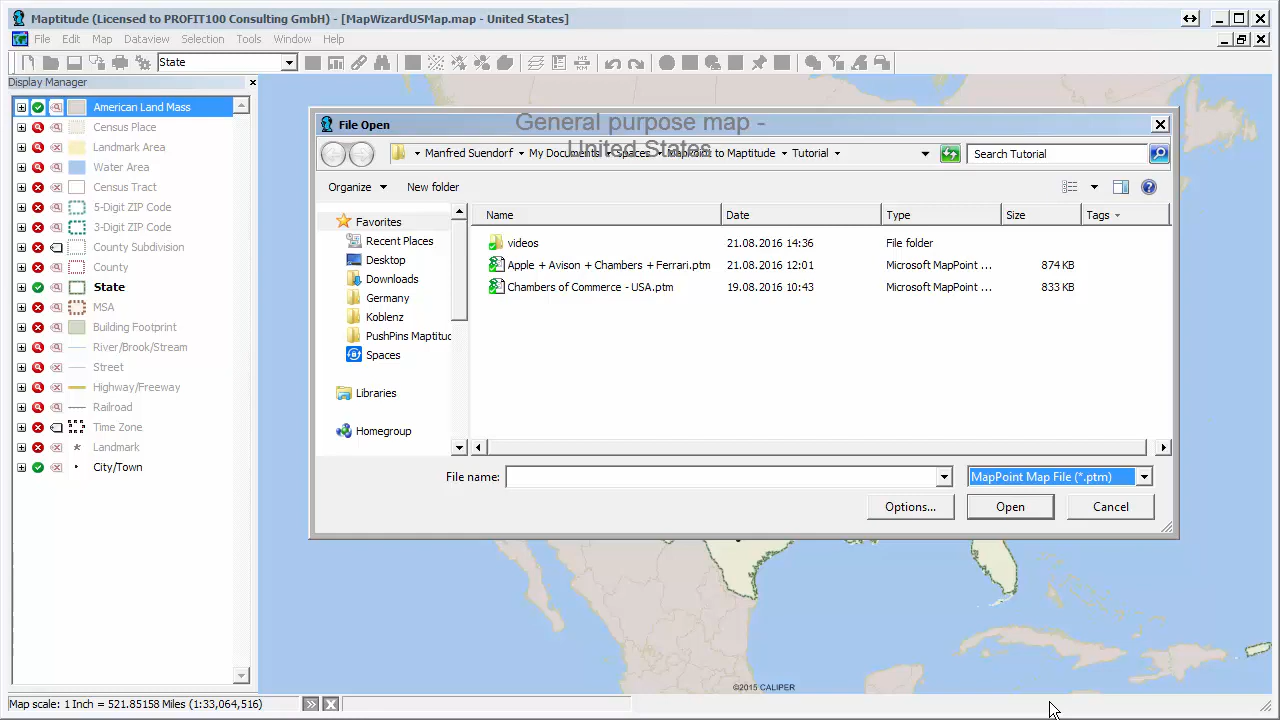 Maptitude (Licensed to PROFIT100 Consulting GmbH) - [MapWizardUSMap.map - United States]
File Edit Map Dataview Selection Tools Window Help
State
Display Manager
American Land Mass
Census Place
Landmark Area
Water Area
Census Tract
5-Digit ZIP Code
3-Digit ZIP Code
County Subdivision
County
State
MSA
Building Footprint
River/Brook/Stream
Street
Highway/Freeway
Railroad
Time Zone
Landmark
City/Town
General purpose map -
United States
File Open
Manfred Suendorf My Documents Spaces MapPoint to Maptitude Tutorial
Search Tutorial
Organize New folder
Favorites
Recent Places
Desktop
Downloads
Germany
Koblenz
PushPins Maptitud
Spaces
Libraries
Homegroup
Name Date Type Size Tags
videos 21.08.2016 14:36 File folder
Apple + Avison + Chambers + Ferrari.ptm 21.08.2016 12:01 Microsoft MapPoint ... 874 KB
Chambers of Commerce - USA.ptm 19.08.2016 10:43 Microsoft MapPoint ... 833 KB
File name: MapPoint Map File (*.ptm)
Options... Open Cancel
©2015 CALIPER
Map scale: 1 Inch = 521.85158 Miles (1:33,064,516)